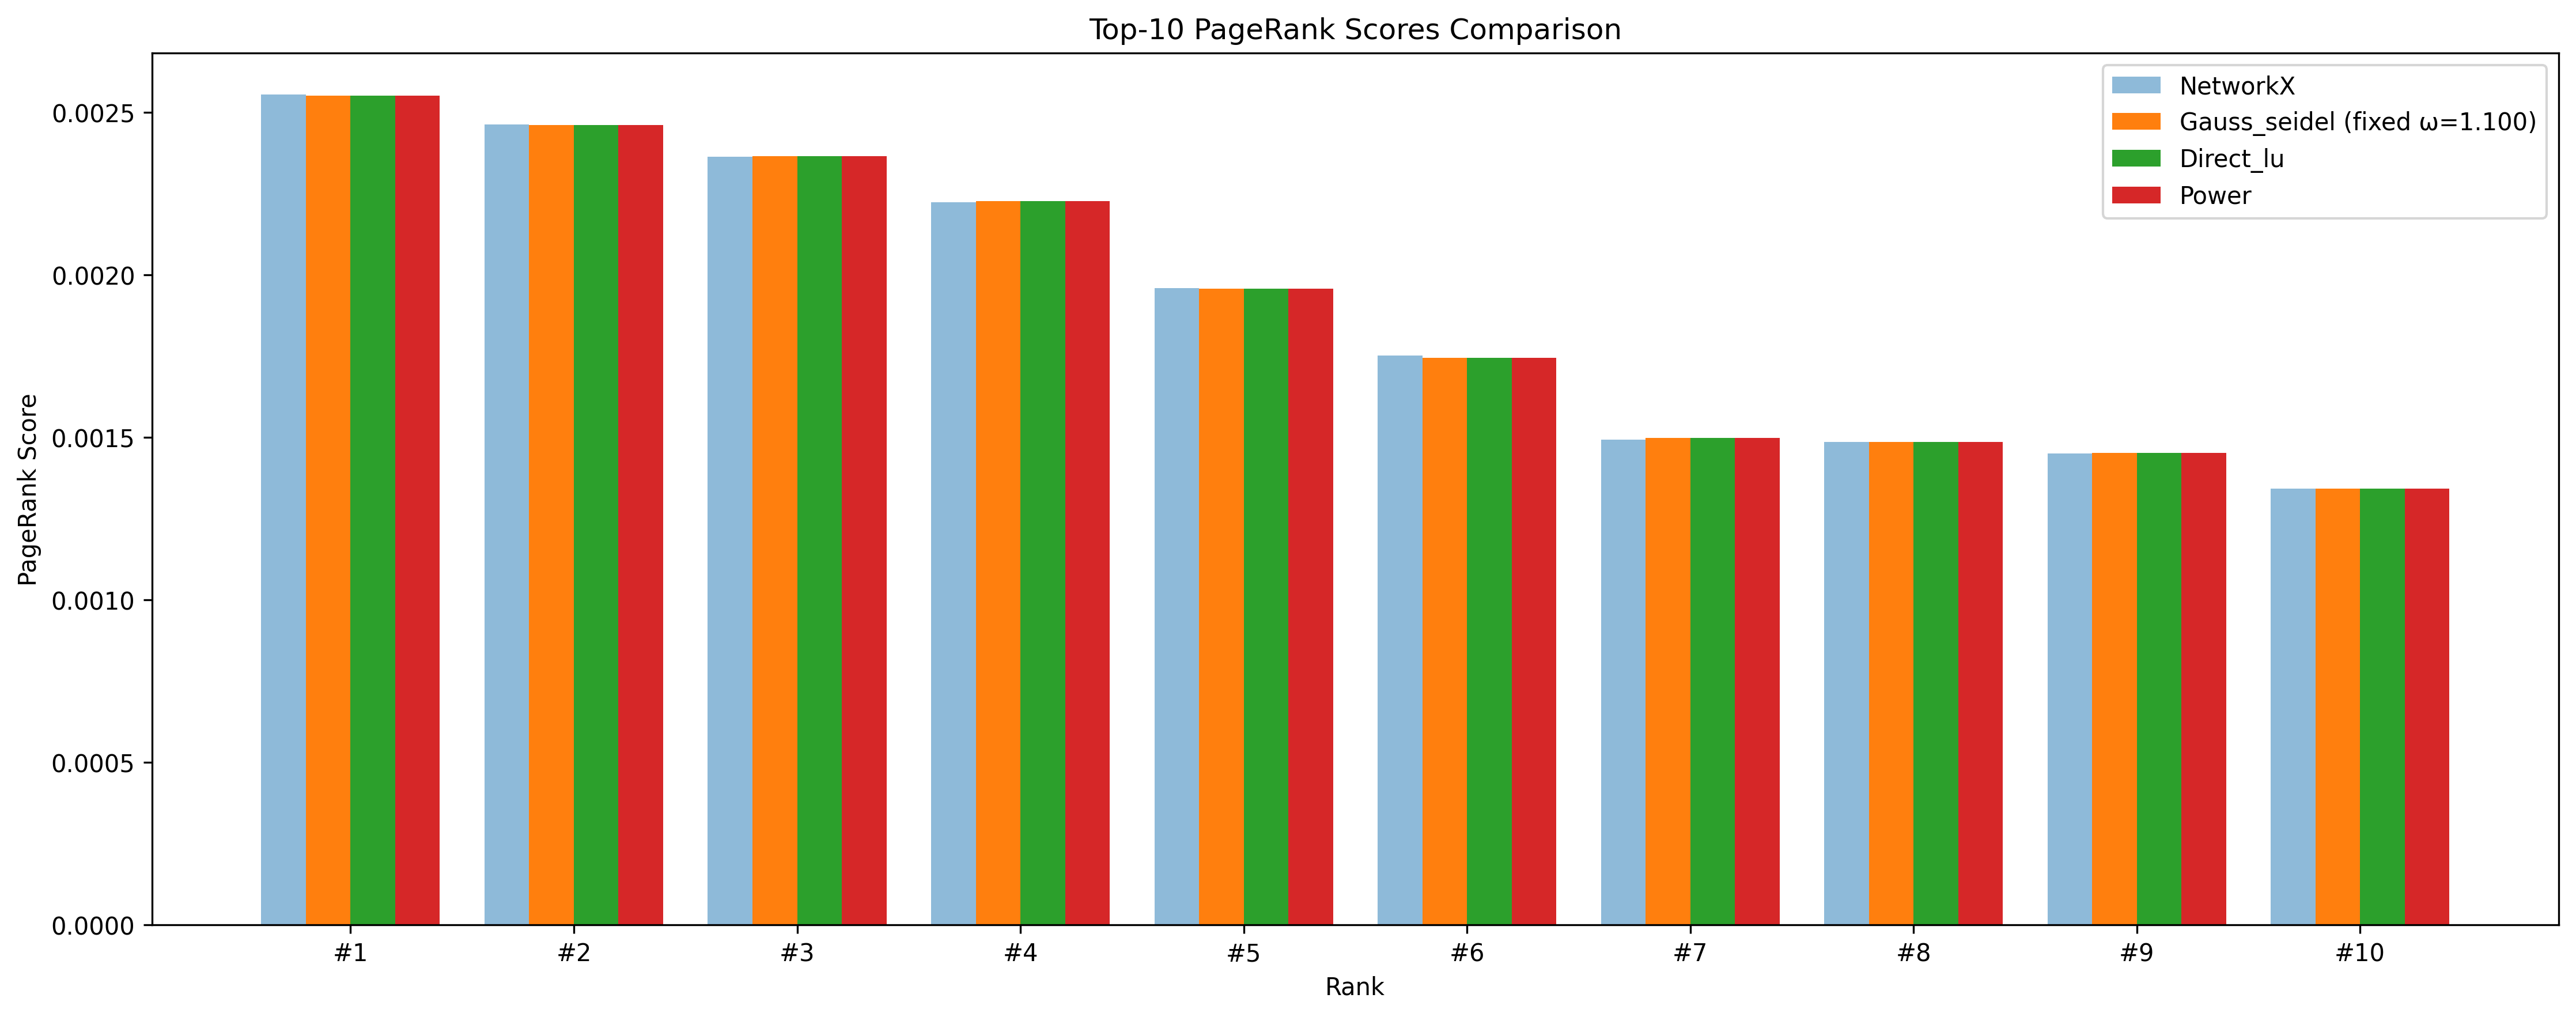 Top-10 PageRank Scores Comparison
NetworkX
Gauss_seidel (fixed ω=1.100)
Direct_lu
Power
PageRank Score
0.0025
0.0020
0.0015
0.0010
0.0005
0.0000
#1 #2 #3 #4 #5 #6 #7 #8 #9 #10
Rank